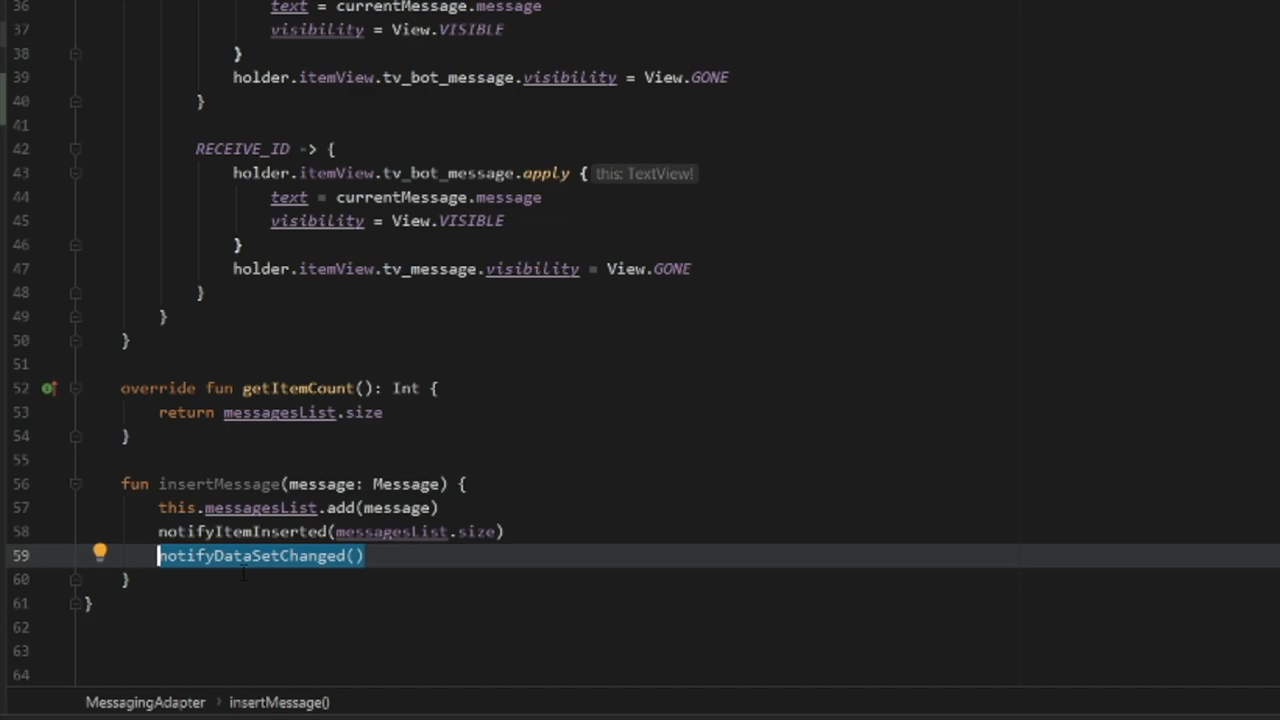 36 text = currentMessage.message
37 visibility = View.VISIBLE
38 }
39 holder.itemView.tv_bot_message.visibility = View.GONE
40 }
41
42 RECEIVE_ID -> {
43 holder.itemView.tv_bot_message.apply { this: TextView!
44 text = currentMessage.message
45 visibility = View.VISIBLE
46 }
47 holder.itemView.tv_message.visibility = View.GONE
48 }
49 }
50 }
51
52 override fun getItemCount(): Int {
53 return messagesList.size
54 }
55
56 fun insertMessage(message: Message) {
57 this.messagesList.add(message)
58 notifyItemInserted(messagesList.size)
59 notifyDataSetChanged()
60 }
61 }
62
63
64
MessagingAdapter › insertMessage()